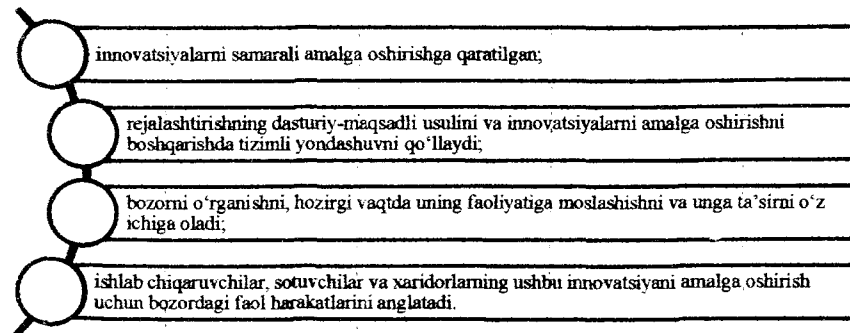 innovatsiyalarni samarali amalga oshirishga qaratilgan;
rejalashtirishning dasturiy-maqsadli usulini va innovatsiyalarni amalga oshirishni
boshqarishda tizimli yondashuvni qo‘llaydi;
bozorni o‘rganishni, hozirgi vaqtda uning faoliyatiga moslashishni va unga ta’sirni o‘z
ichiga oladi;
ishlab chiqaruvchilar, sotuvchilar va xaridorlarning ushbu innovatsiyani amalga oshirish
uchun bozordagi faol harakatlarini anglatadi.